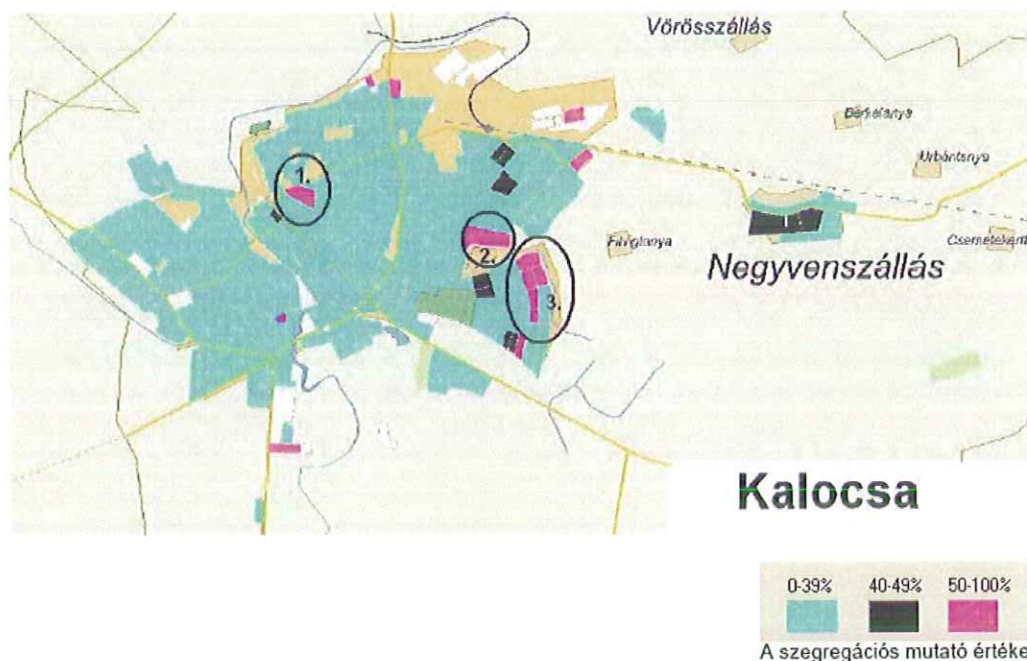 Vörösszállás
Urbántanya
1.
2.
3.
Negyvenszállás
Kalocsa
0-39%
40-49%
50-100%
A szegregációs mutató értéke